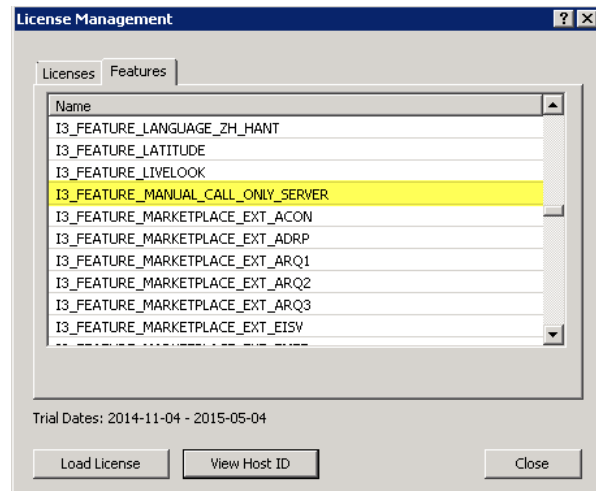 License Management
Licenses Features
Name
I3_FEATURE_LANGUAGE_ZH_HANT
I3_FEATURE_LATITUDE
I3_FEATURE_LIVELOOK
I3_FEATURE_MANUAL_CALL_ONLY_SERVER
I3_FEATURE_MARKETPLACE_EXT_ACON
I3_FEATURE_MARKETPLACE_EXT_ADRP
I3_FEATURE_MARKETPLACE_EXT_ARQ1
I3_FEATURE_MARKETPLACE_EXT_ARQ2
I3_FEATURE_MARKETPLACE_EXT_ARQ3
I3_FEATURE_MARKETPLACE_EXT_EISV
Trial Dates: 2014-11-04 - 2015-05-04
Load License View Host ID Close